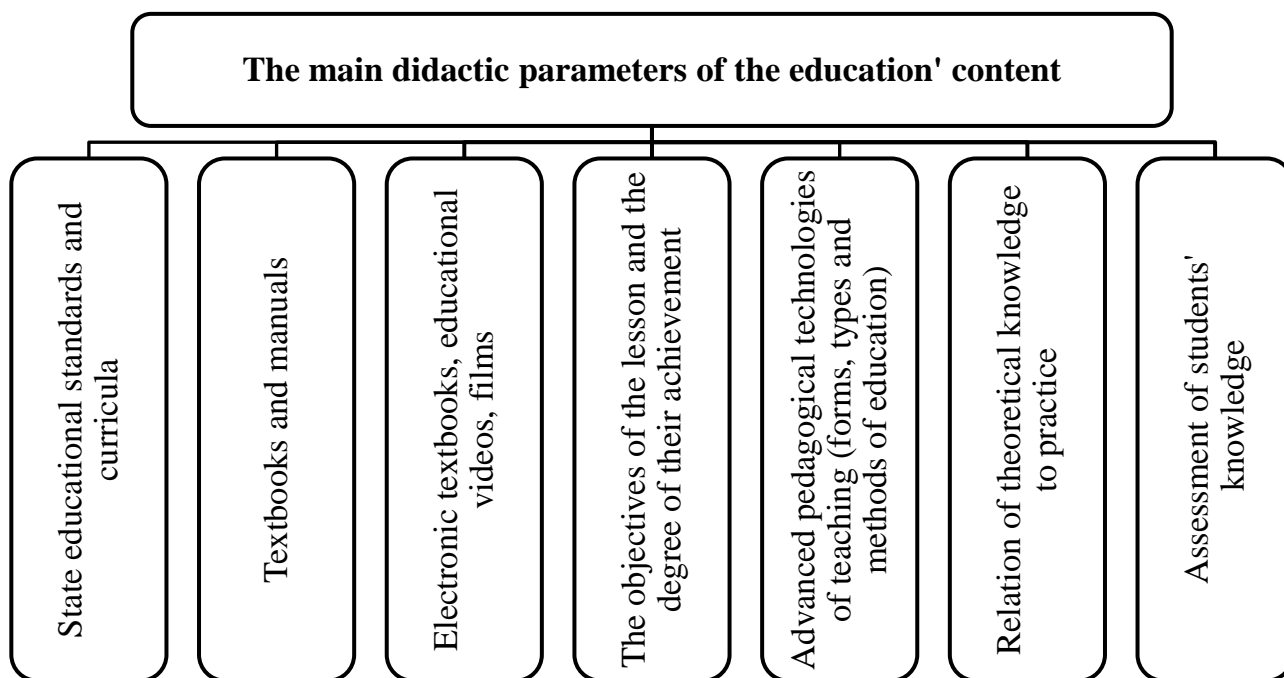 The main didactic parameters of the education' content
State educational standards and
curricula
Textbooks and manuals
Electronic textbooks, educational
videos, films
The objectives of the lesson and the
degree of their achievement
Advanced pedagogical technologies
of teaching (forms, types and
methods of education)
Relation of theoretical knowledge
to practice
Assessment of students'
knowledge